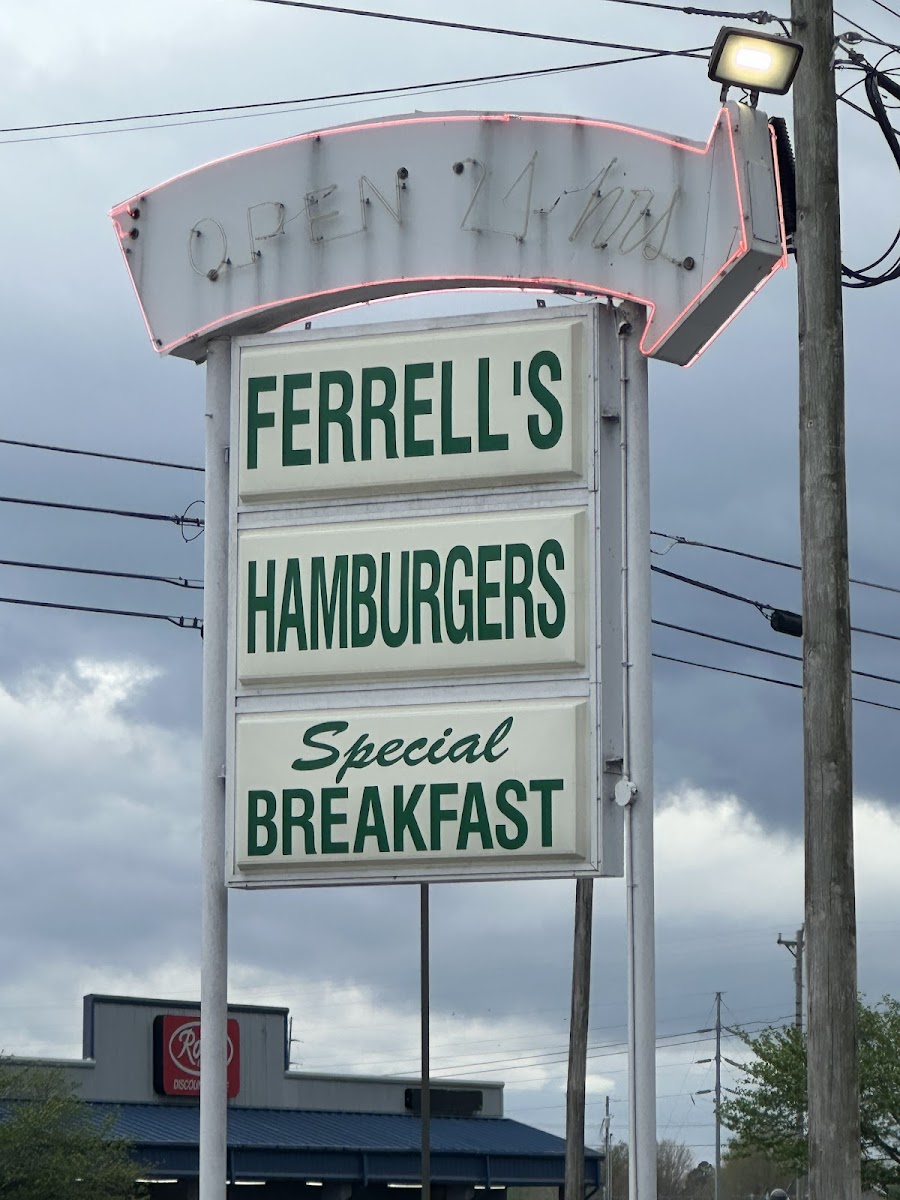 OPEN 24 hrs.
FERRELL'S
HAMBURGERS
Special
BREAKFAST